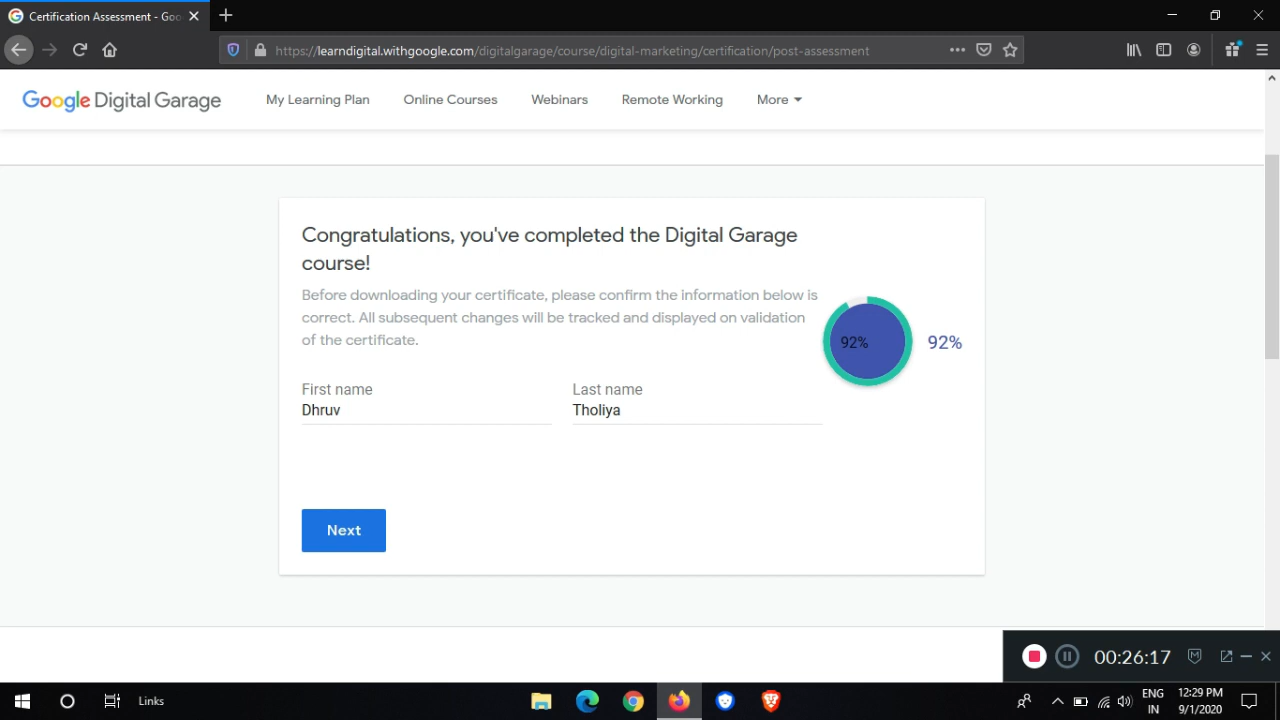 Certification Assessment - Goo
https://learndigital.withgoogle.com/digitalgarage/course/digital-marketing/certification/post-assessment
Google Digital Garage
My Learning Plan
Online Courses
Webinars
Remote Working
More
Congratulations, you've completed the Digital Garage
course!
Before downloading your certificate, please confirm the information below is
correct. All subsequent changes will be tracked and displayed on validation
of the certificate.
92%
92%
First name
Last name
Dhruv
Tholiya
Next
00:26:17
Links
ENG
IN
12:29 PM
9/1/2020